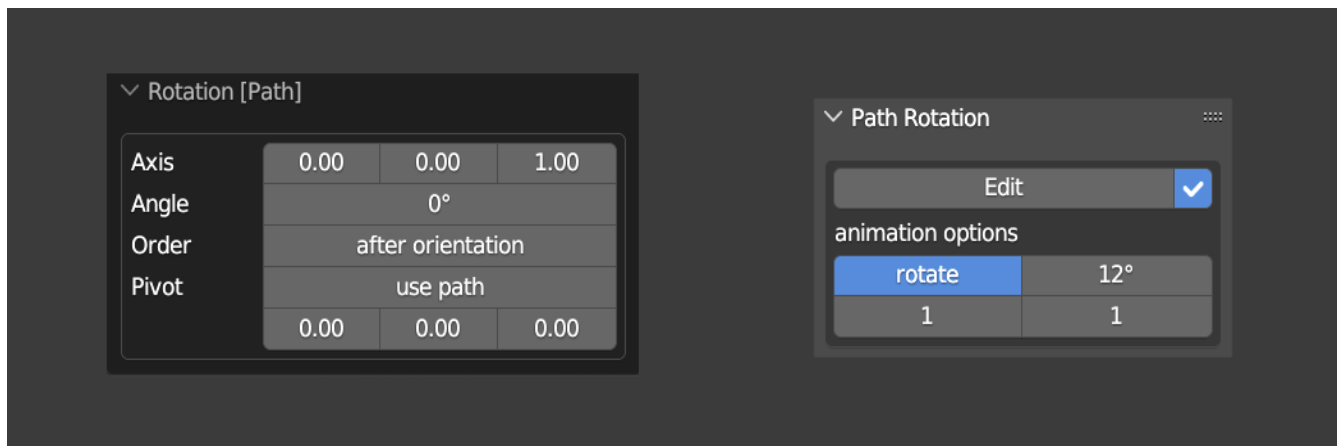 Rotation [Path]
Axis 0.00 0.00 1.00
Angle 0°
Order after orientation
Pivot use path
0.00 0.00 0.00
Path Rotation
Edit
animation options
rotate 12°
1 1